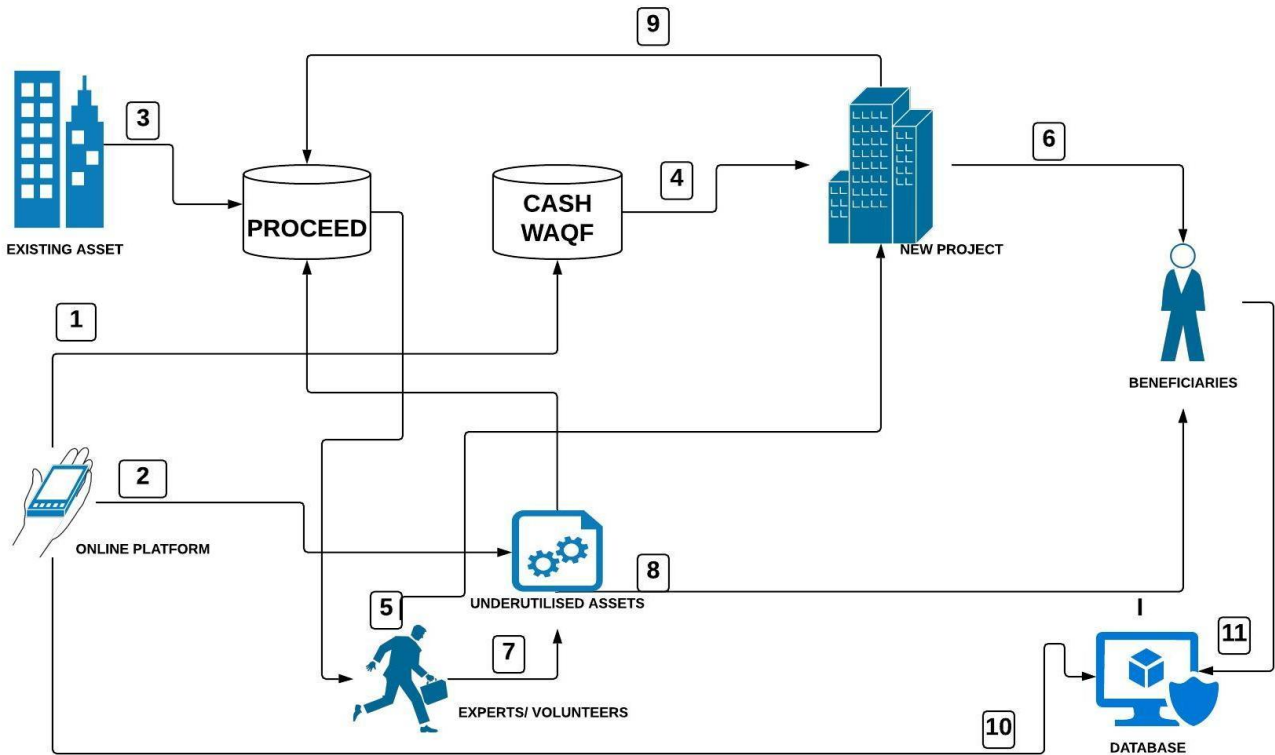 9
3
6
4
PROCEED
CASH
WAQF
EXISTING ASSET
NEW PROJECT
1
BENEFICIARIES
2
ONLINE PLATFORM
8
5
UNDERUTILISED ASSETS
I
11
7
EXPERTS/ VOLUNTEERS
10
DATABASE